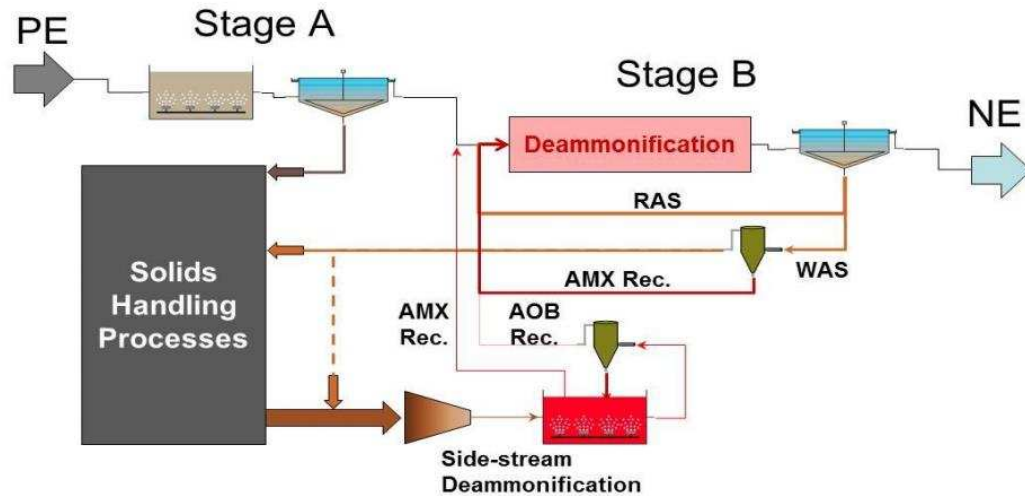 PE
Stage A
Stage B
NE
Deammonification
RAS
WAS
AMX Rec.
Solids
Handling
Processes
AMX
Rec.
AOB
Rec.
Side-stream
Deammonification